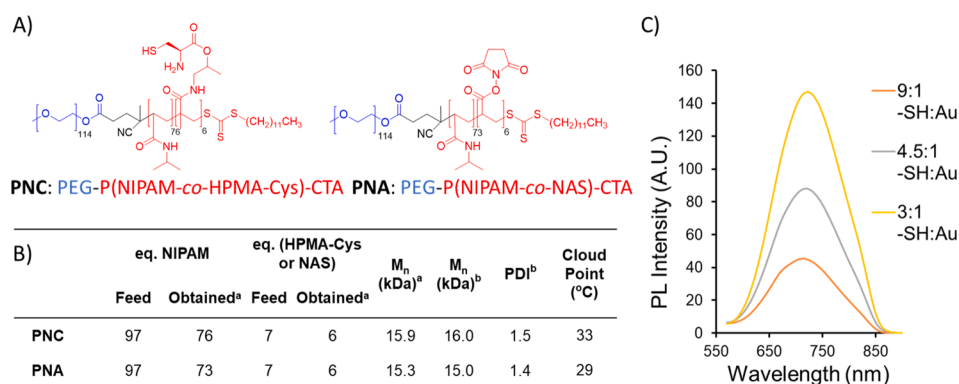 A)
HS
H₂N
O
O
HN
O
O
O
114
CN
O
NH
76
6
S
S
S
(CH₂)₁₁CH₃
PNC: PEG-P(NIPAM-co-HPMA-Cys)-CTA
O
N
O
O
O
O
O
O
114
CN
O
NH
73
6
S
S
S
(CH₂)₁₁CH₃
PNA: PEG-P(NIPAM-co-NAS)-CTA
B)
eq. NIPAM
eq. (HPMA-Cys
or NAS)
Mₙ
(kDa)ᵃ
Mₙ
(kDa)ᵇ
PDIᵇ
Cloud
Point
(°C)
Feed Obtainedᵃ Feed Obtainedᵃ
PNC 97 76 7 6 15.9 16.0 1.5 33
PNA 97 73 7 6 15.3 15.0 1.4 29
C)
PL Intensity (A.U.)
160
140
120
100
80
60
40
20
0
550 650 750 850
Wavelength (nm)
9:1
-SH:Au
4.5:1
-SH:Au
3:1
-SH:Au